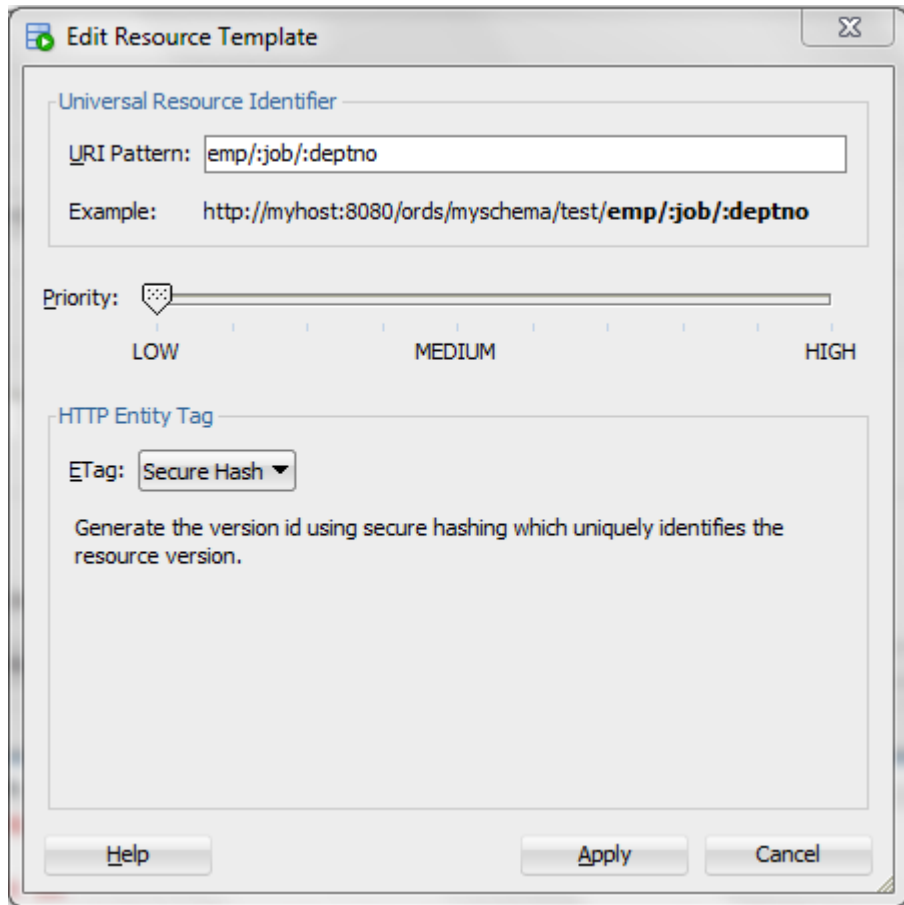 Edit Resource Template
Universal Resource Identifier
URI Pattern: emp/:job/:deptno
Example: http://myhost:8080/ords/myschema/test/emp/:job/:deptno
Priority:
LOW MEDIUM HIGH
HTTP Entity Tag
ETag: Secure Hash
Generate the version id using secure hashing which uniquely identifies the
resource version.
Help Apply Cancel